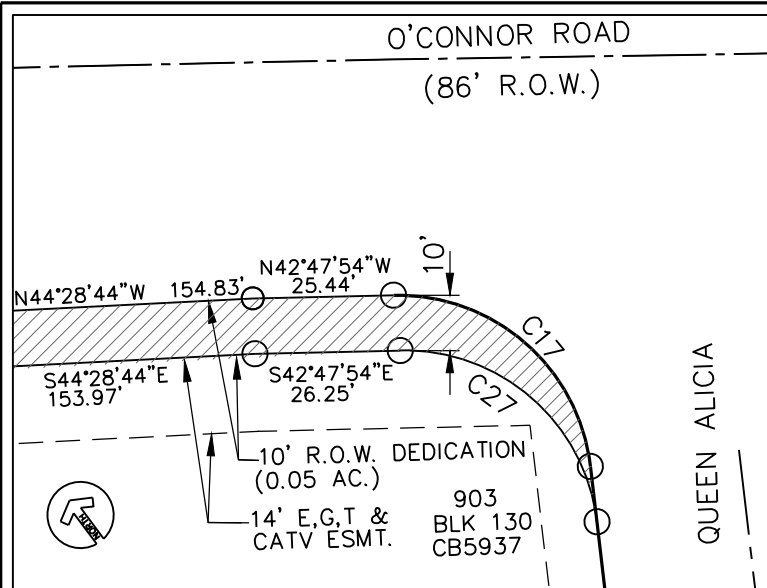 O'CONNOR ROAD
(86' R.O.W.)
N42°47'54"W
25.44'
10'
N44°28'44"W 154.83'
C17
S44°28'44"E
153.97'
S42°47'54"E
26.25'
C27
QUEEN ALICIA
10' R.O.W. DEDICATION
(0.05 AC.)
14' E,G,T &
CATV ESMT.
903
BLK 130
CB5937
NORTH